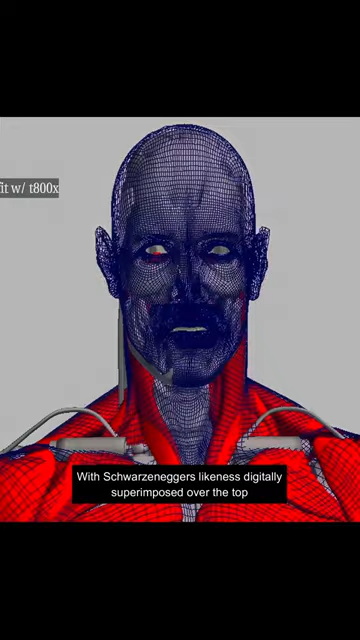 fit w/ t800x
With Schwarzeneggers likeness digitally
superimposed over the top